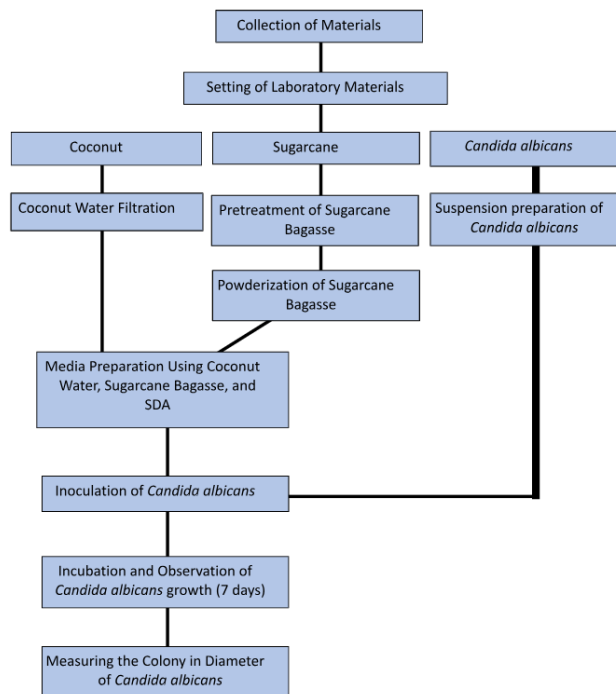 Collection of Materials
Setting of Laboratory Materials
Coconut
Sugarcane
Candida albicans
Coconut Water Filtration
Pretreatment of Sugarcane
Bagasse
Suspension preparation of
Candida albicans
Powderization of Sugarcane
Bagasse
Media Preparation Using Coconut
Water, Sugarcane Bagasse, and
SDA
Inoculation of Candida albicans
Incubation and Observation of
Candida albicans growth (7 days)
Measuring the Colony in Diameter
of Candida albicans